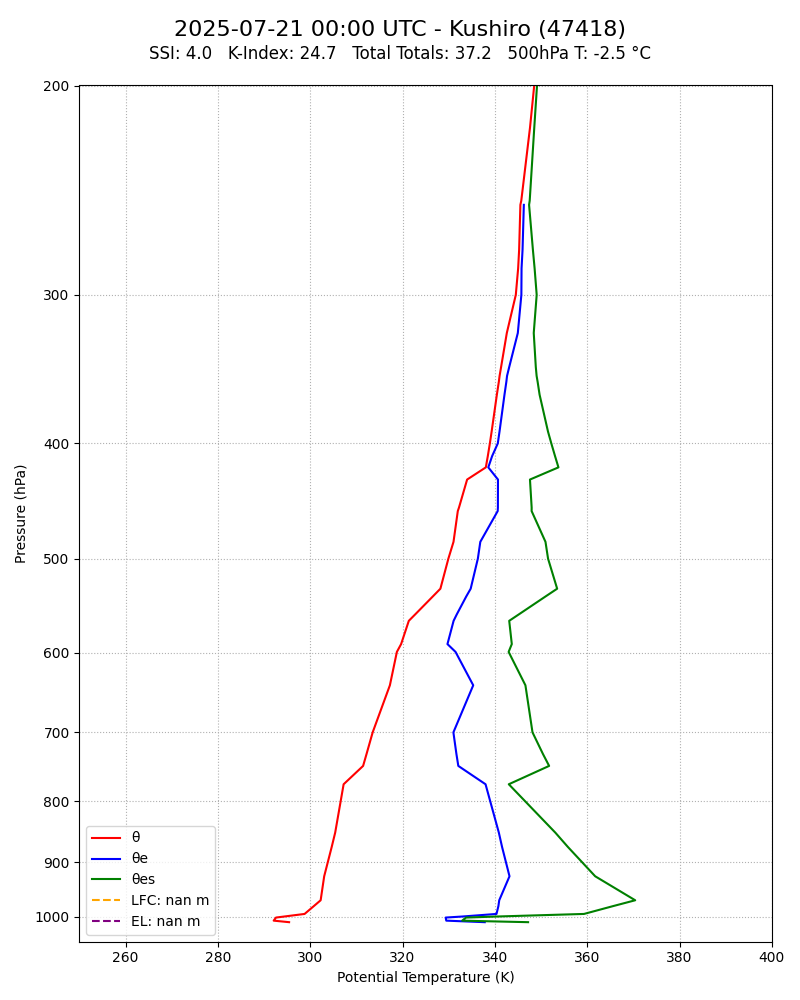 2025-07-21 00:00 UTC - Kushiro (47418)
SSI: 4.0 K-Index: 24.7 Total Totals: 37.2 500hPa T: -2.5 °C
200
300
400
500
600
700
800
900
1000
Pressure (hPa)
θ
θe
θes
LFC: nan m
EL: nan m
260 280 300 320 340 360 380 400
Potential Temperature (K)